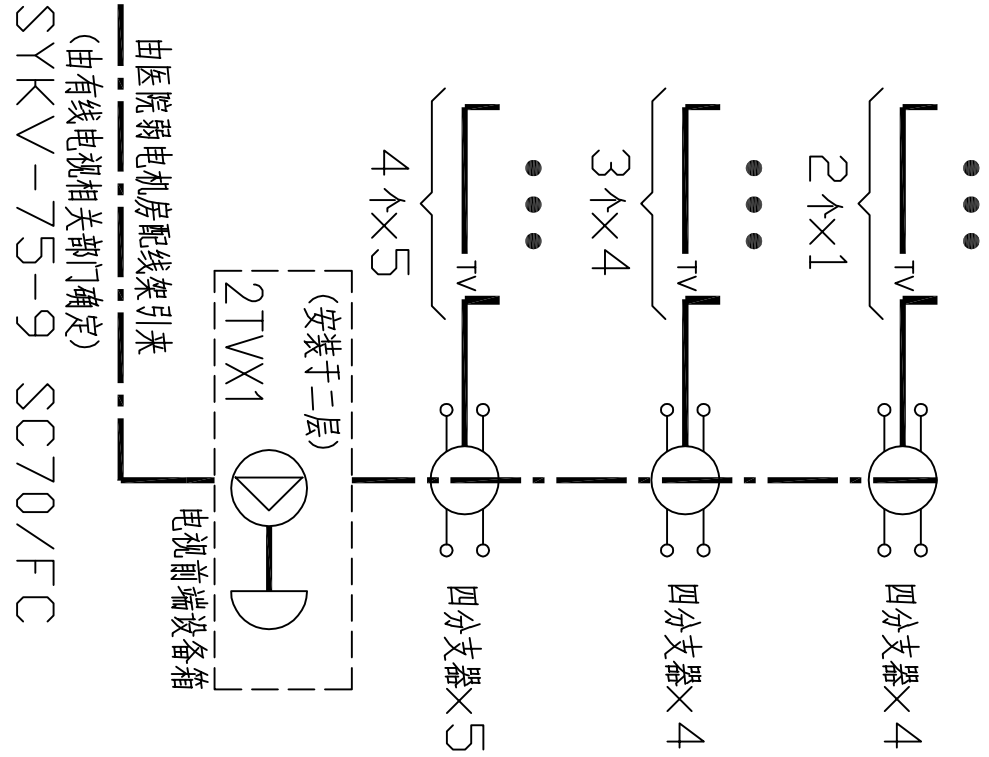 TV
四分支器×4
2个×1
TV
四分支器×4
3个×4
TV
四分支器×5
4个×5
(安装于二层)
2TVX1
电视前端设备箱
由医院弱电机房配线架引来
(由有线电视相关部门确定)
SYKV-75-9 SC70/FC